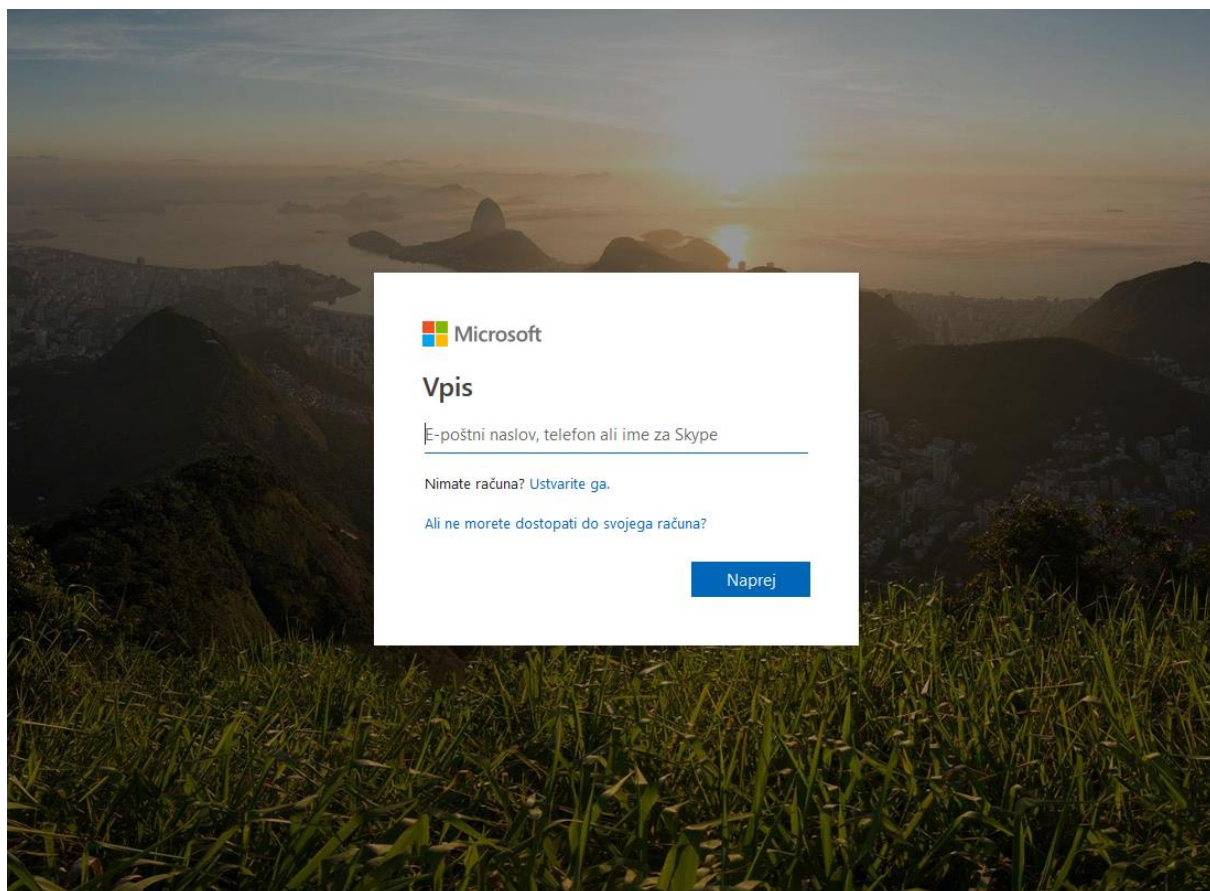 Microsoft
Vpis
E-poštni naslov, telefon ali ime za Skype
Nimate računa? Ustvarite ga.
Ali ne morete dostopati do svojega računa?
Naprej